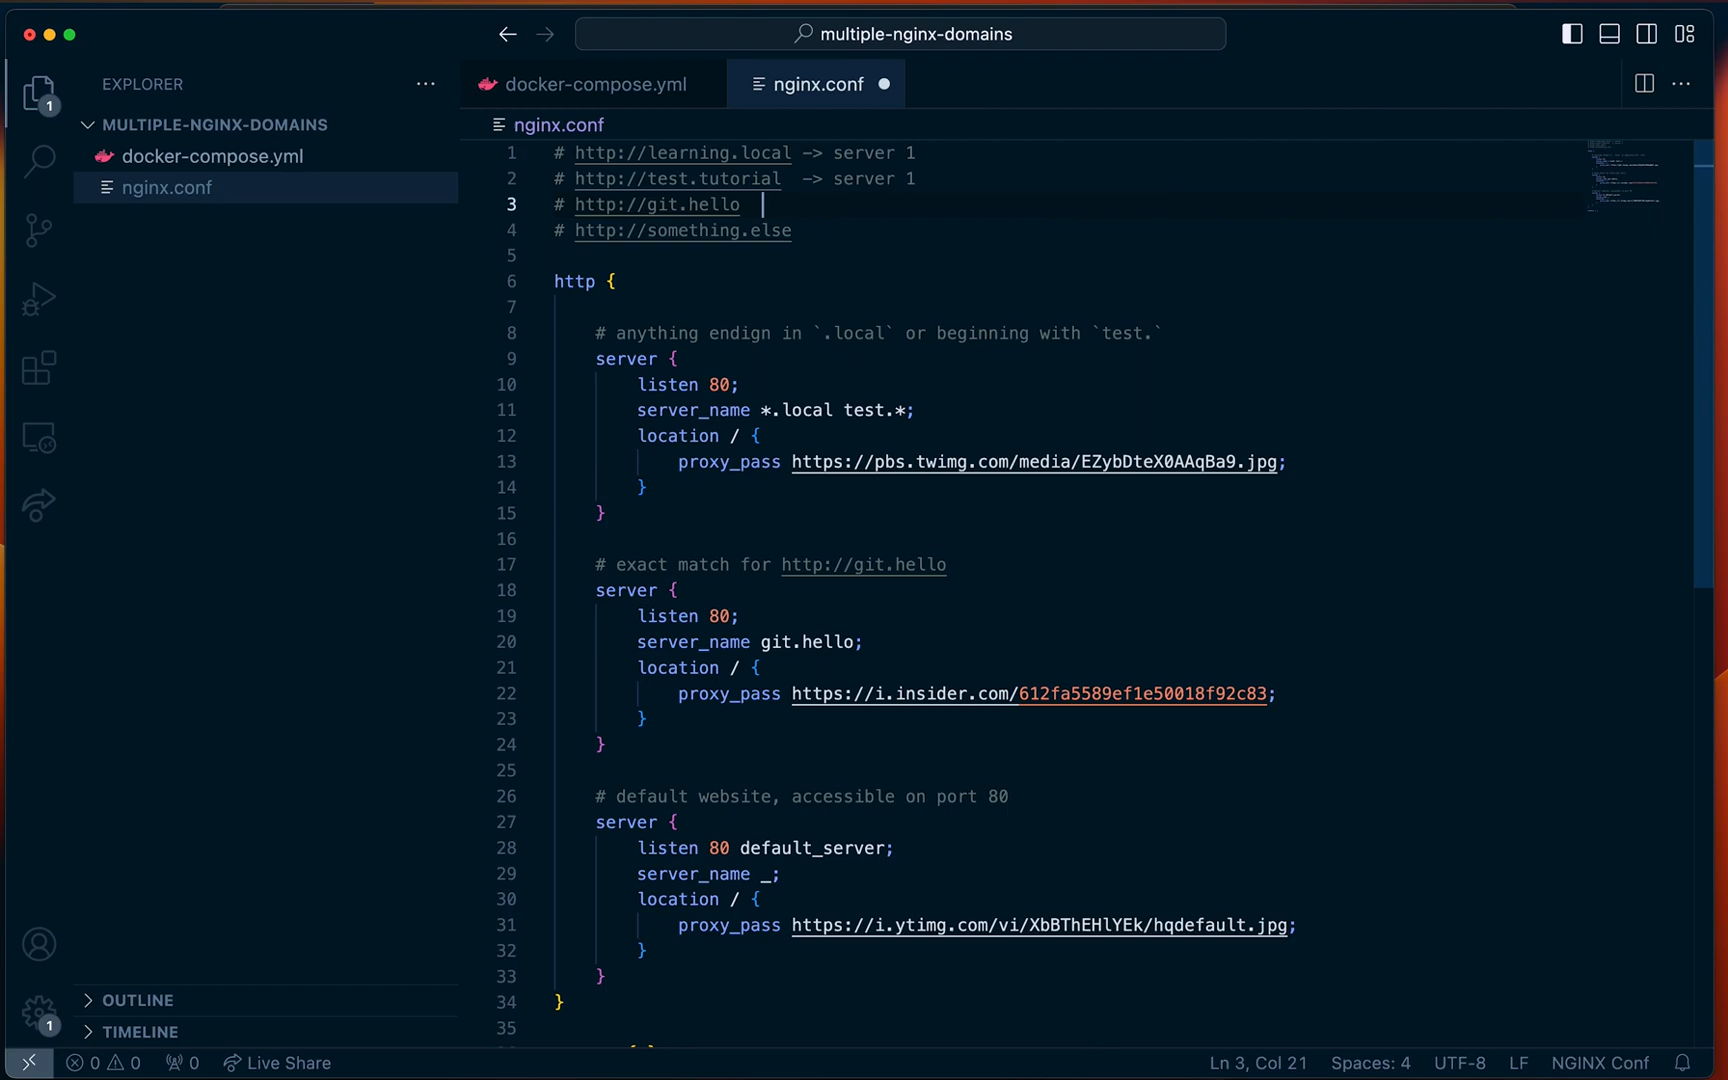 multiple-nginx-domains
EXPLORER
docker-compose.yml
nginx.conf
1
MULTIPLE-NGINX-DOMAINS
docker-compose.yml
nginx.conf
nginx.conf
1 # http://learning.local -> server 1
2 # http://test.tutorial -> server 1
3 # http://git.hello
4 # http://something.else
5
6 http {
7
8 # anything endign in `.local` or beginning with `test.`
9 server {
10 listen 80;
11 server_name *.local test.*;
12 location / {
13 proxy_pass https://pbs.twimg.com/media/EZybDteX0AAqBa9.jpg;
14 }
15 }
16
17 # exact match for http://git.hello
18 server {
19 listen 80;
20 server_name git.hello;
21 location / {
22 proxy_pass https://i.insider.com/612fa5589ef1e50018f92c83;
23 }
24 }
25
26 # default website, accessible on port 80
27 server {
28 listen 80 default_server;
29 server_name _;
30 location / {
31 proxy_pass https://i.ytimg.com/vi/XbBThEHlYEk/hqdefault.jpg;
32 }
33 }
34 }
35
OUTLINE
1
TIMELINE
0 0 0 Live Share
Ln 3, Col 21 Spaces: 4 UTF-8 LF NGINX Conf